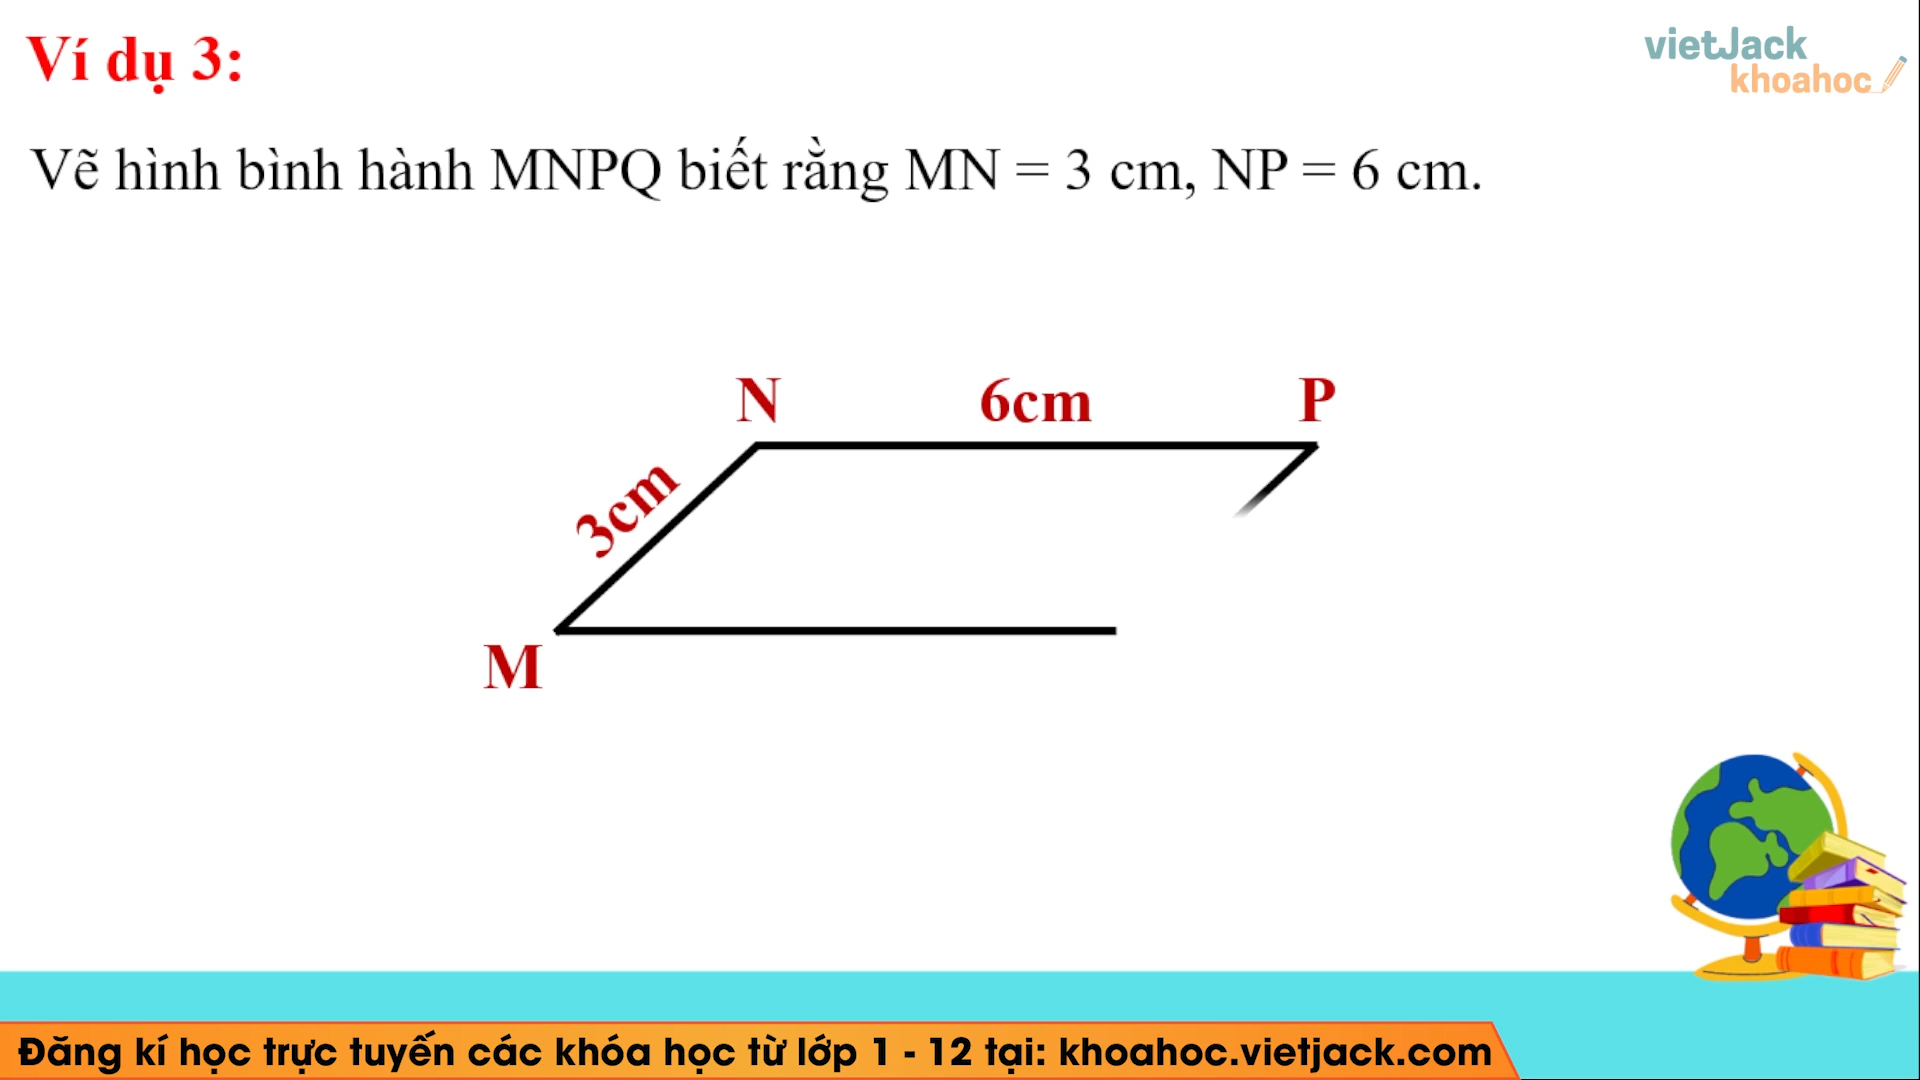 Ví dụ 3:
vietJack
khoahoc
Vẽ hình bình hành MNPQ biết rằng MN = 3 cm, NP = 6 cm.
N
6cm
P
3cm
M
Đăng kí học trực tuyến các khóa học từ lớp 1 - 12 tại: khoahoc.vietjack.com